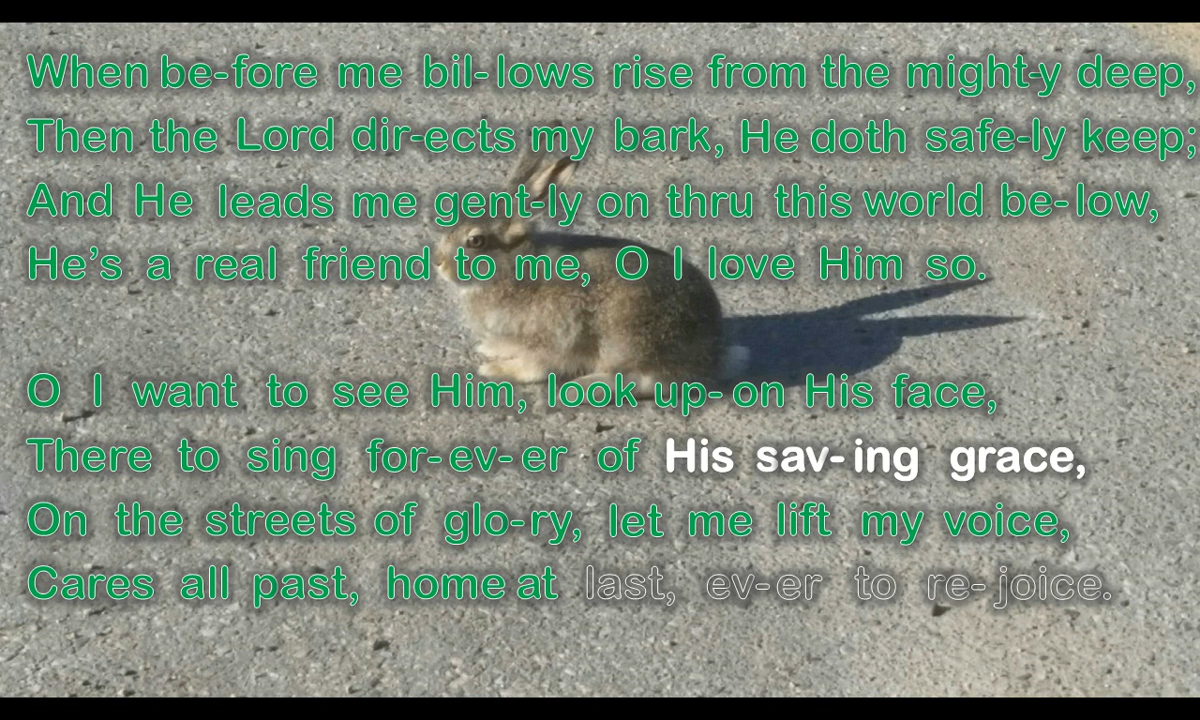 When be-fore me bil-lows rise from the might-y deep,
Then the Lord dir-ects my bark, He doth safe-ly keep;
And He leads me gent-ly on thru this world be-low,
He's a real friend to me, O I love Him so.
O I want to see Him, look up-on His face,
There to sing for-ev-er of His sav-ing grace,
On the streets of glo-ry, let me lift my voice,
Cares all past, home at last, ev-er to re-joice.